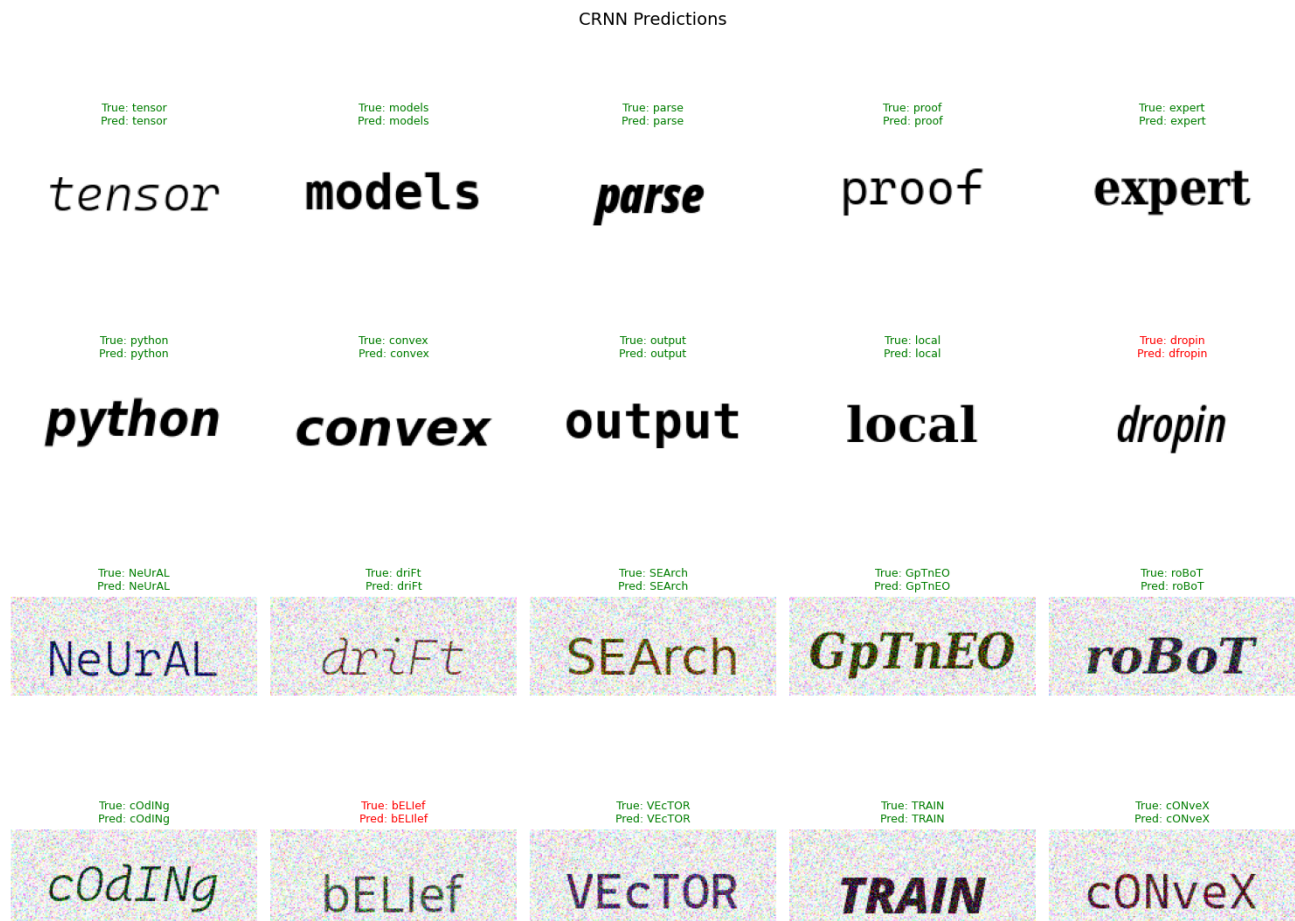 CRNN Predictions
True: tensor True: models True: parse True: proof True: expert
Pred: tensor Pred: models Pred: parse Pred: proof Pred: expert
tensor models parse proof expert
True: python True: convex True: output True: local True: dropin
Pred: python Pred: convex Pred: output Pred: local Pred: dfropin
python convex output local dropin
True: NeUrAL True: driFt True: SEArch True: GpTnEO True: roBoT
Pred: NeUrAL Pred: driFt Pred: SEArch Pred: GpTnEO Pred: roBoT
NeUrAL driFt SEArch GpTnEO roBoT
True: cOdINg True: bELIef True: VEcTOR True: TRAIN True: cONveX
Pred: cOdINg Pred: bELIlef Pred: VEcTOR Pred: TRAIN Pred: cONveX
cOdINg bELIef VEcTOR TRAIN cONveX